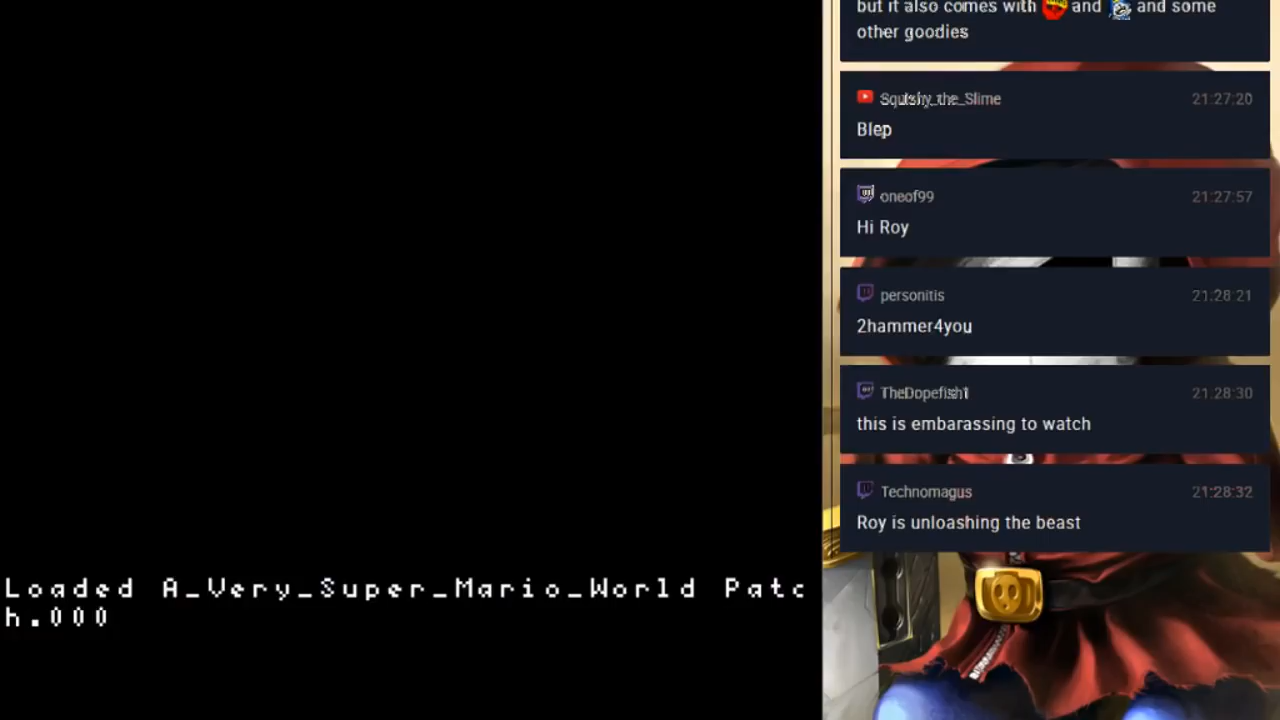 but it also comes with and and some
other goodies
Squishy_the_Slime 21:27:20
Blep
oneof99 21:27:57
Hi Roy
personitis 21:28:21
2hammer4you
TheDopefish1 21:28:30
this is embarassing to watch
Technomagus 21:28:32
Roy is unloashing the beast
Loaded A_Very_Super_Mario_World Patc
h.000